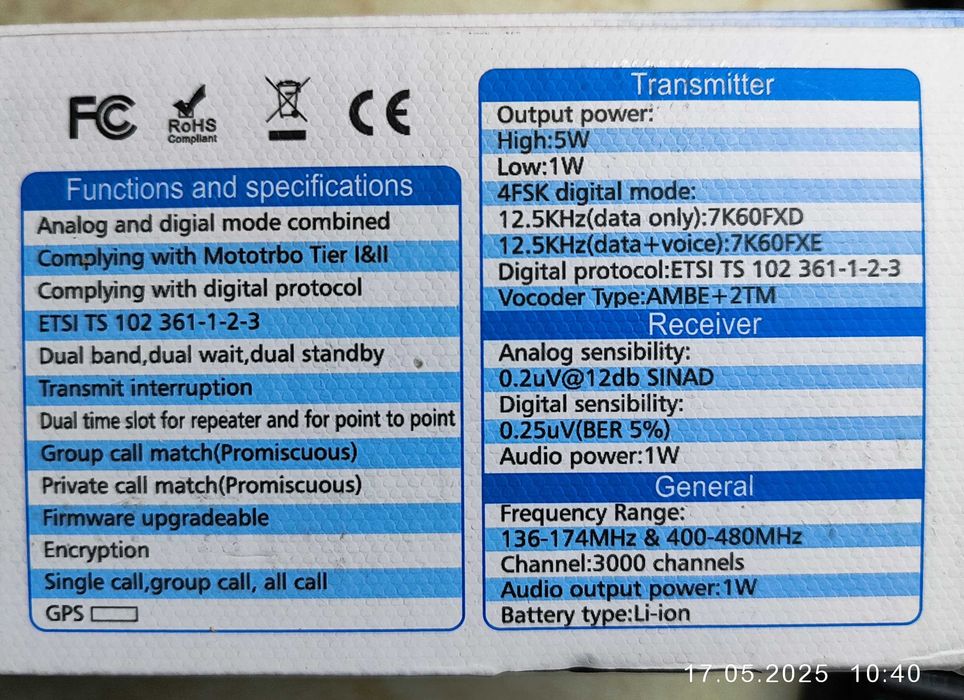 FC
RoHS
Compliant
CE
Functions and specifications
Analog and digial mode combined
Complying with Mototrbo Tier I&II
Complying with digital protocol
ETSI TS 102 361-1-2-3
Dual band,dual wait,dual standby
Transmit interruption
Dual time slot for repeater and for point to point
Group call match(Promiscuous)
Private call match(Promiscuous)
Firmware upgradeable
Encryption
Single call,group call, all call
GPS
Transmitter
Output power:
High:5W
Low:1W
4FSK digital mode:
12.5KHz(data only):7K60FXD
12.5KHz(data+voice):7K60FXE
Digital protocol:ETSI TS 102 361-1-2-3
Vocoder Type:AMBE+2TM
Receiver
Analog sensibility:
0.2uV@12db SINAD
Digital sensibility:
0.25uV(BER 5%)
Audio power:1W
General
Frequency Range:
136-174MHz & 400-480MHz
Channel:3000 channels
Audio output power:1W
Battery type:Li-ion
17.05.2025 10:40